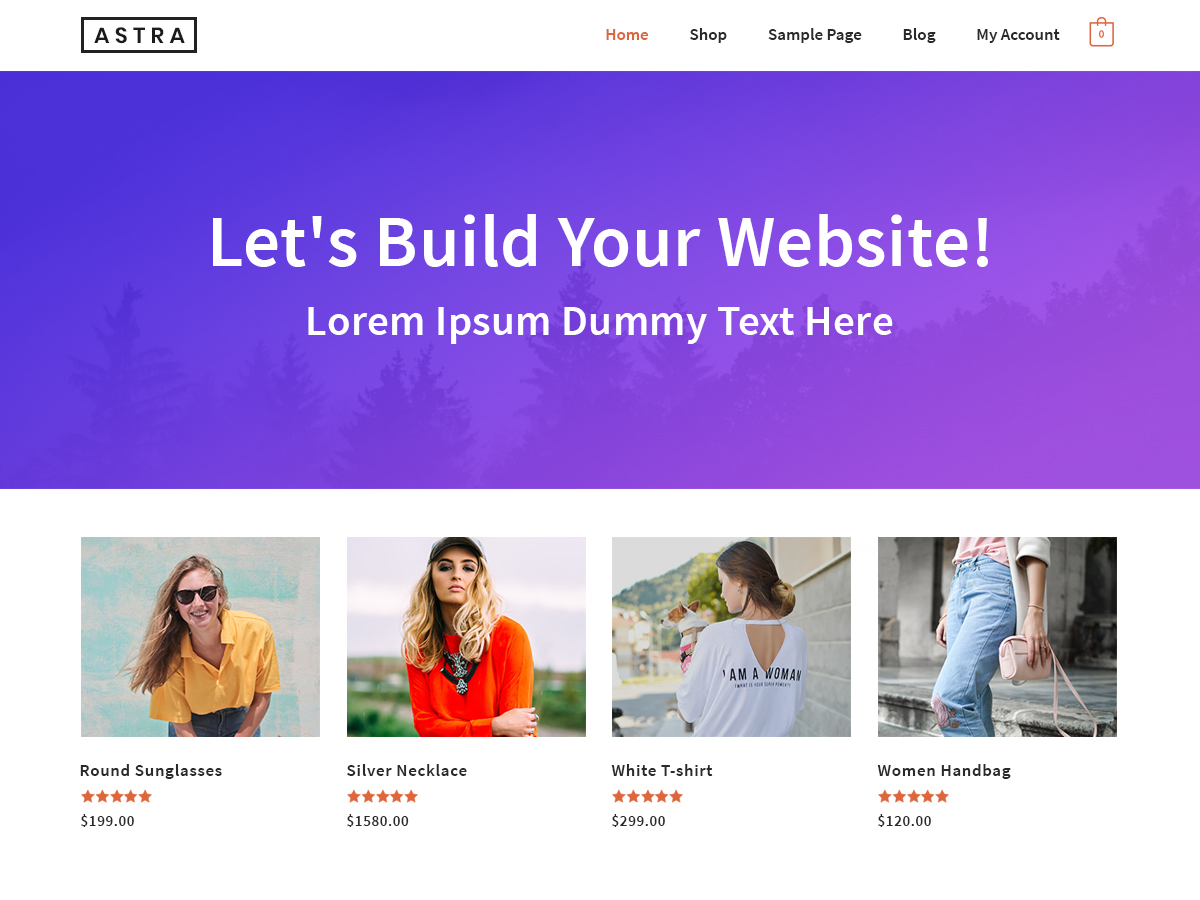 ASTRA
Home Shop Sample Page Blog My Account 0
Let's Build Your Website!
Lorem Ipsum Dummy Text Here
I AM A WOMAN
Round Sunglasses Silver Necklace White T-shirt Women Handbag
$199.00 $1580.00 $299.00 $120.00